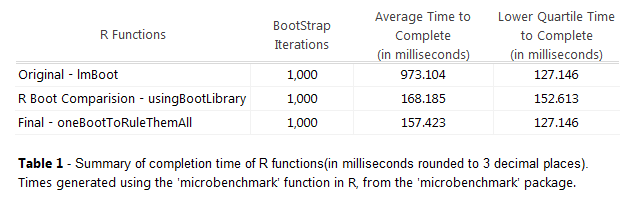 R Functions BootStrap Iterations Average Time to Complete (in milliseconds) Lower Quartile Time to Complete (in milliseconds)
Original - lmBoot 1,000 973.104 127.146
R Boot Comparision - usingBootLibrary 1,000 168.185 152.613
Final - oneBootToRuleThemAll 1,000 157.423 127.146
Table 1 - Summary of completion time of R functions(in milliseconds rounded to 3 decimal places).
Times generated using the 'microbenchmark' function in R, from the 'microbenchmark' package.